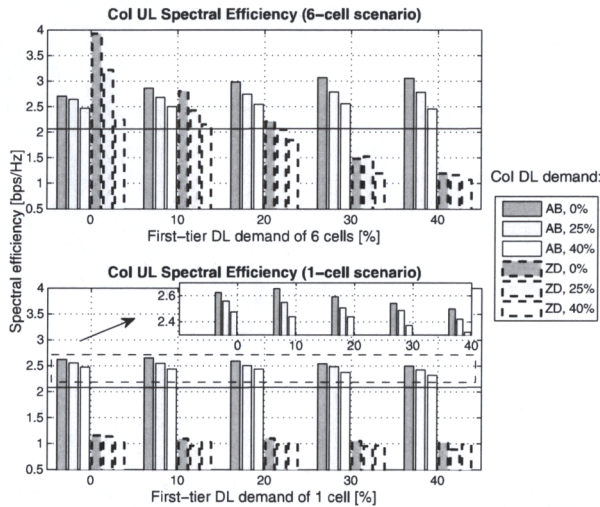 CoI UL Spectral Efficiency (6−cell scenario)
4
3.5
3
2.5
2
1.5
1
0.5
0
10
20
30
40
First−tier DL demand of 6 cells [%]
Spectral efficiency [bps/Hz]
CoI DL demand:
AB, 0%
AB, 25%
AB, 40%
ZD, 0%
ZD, 25%
ZD, 40%
CoI UL Spectral Efficiency (1−cell scenario)
4
3.5
3
2.5
2
1.5
1
0.5
2.6
2.4
0
10
20
30
40
0
10
20
30
40
First−tier DL demand of 1 cell [%]